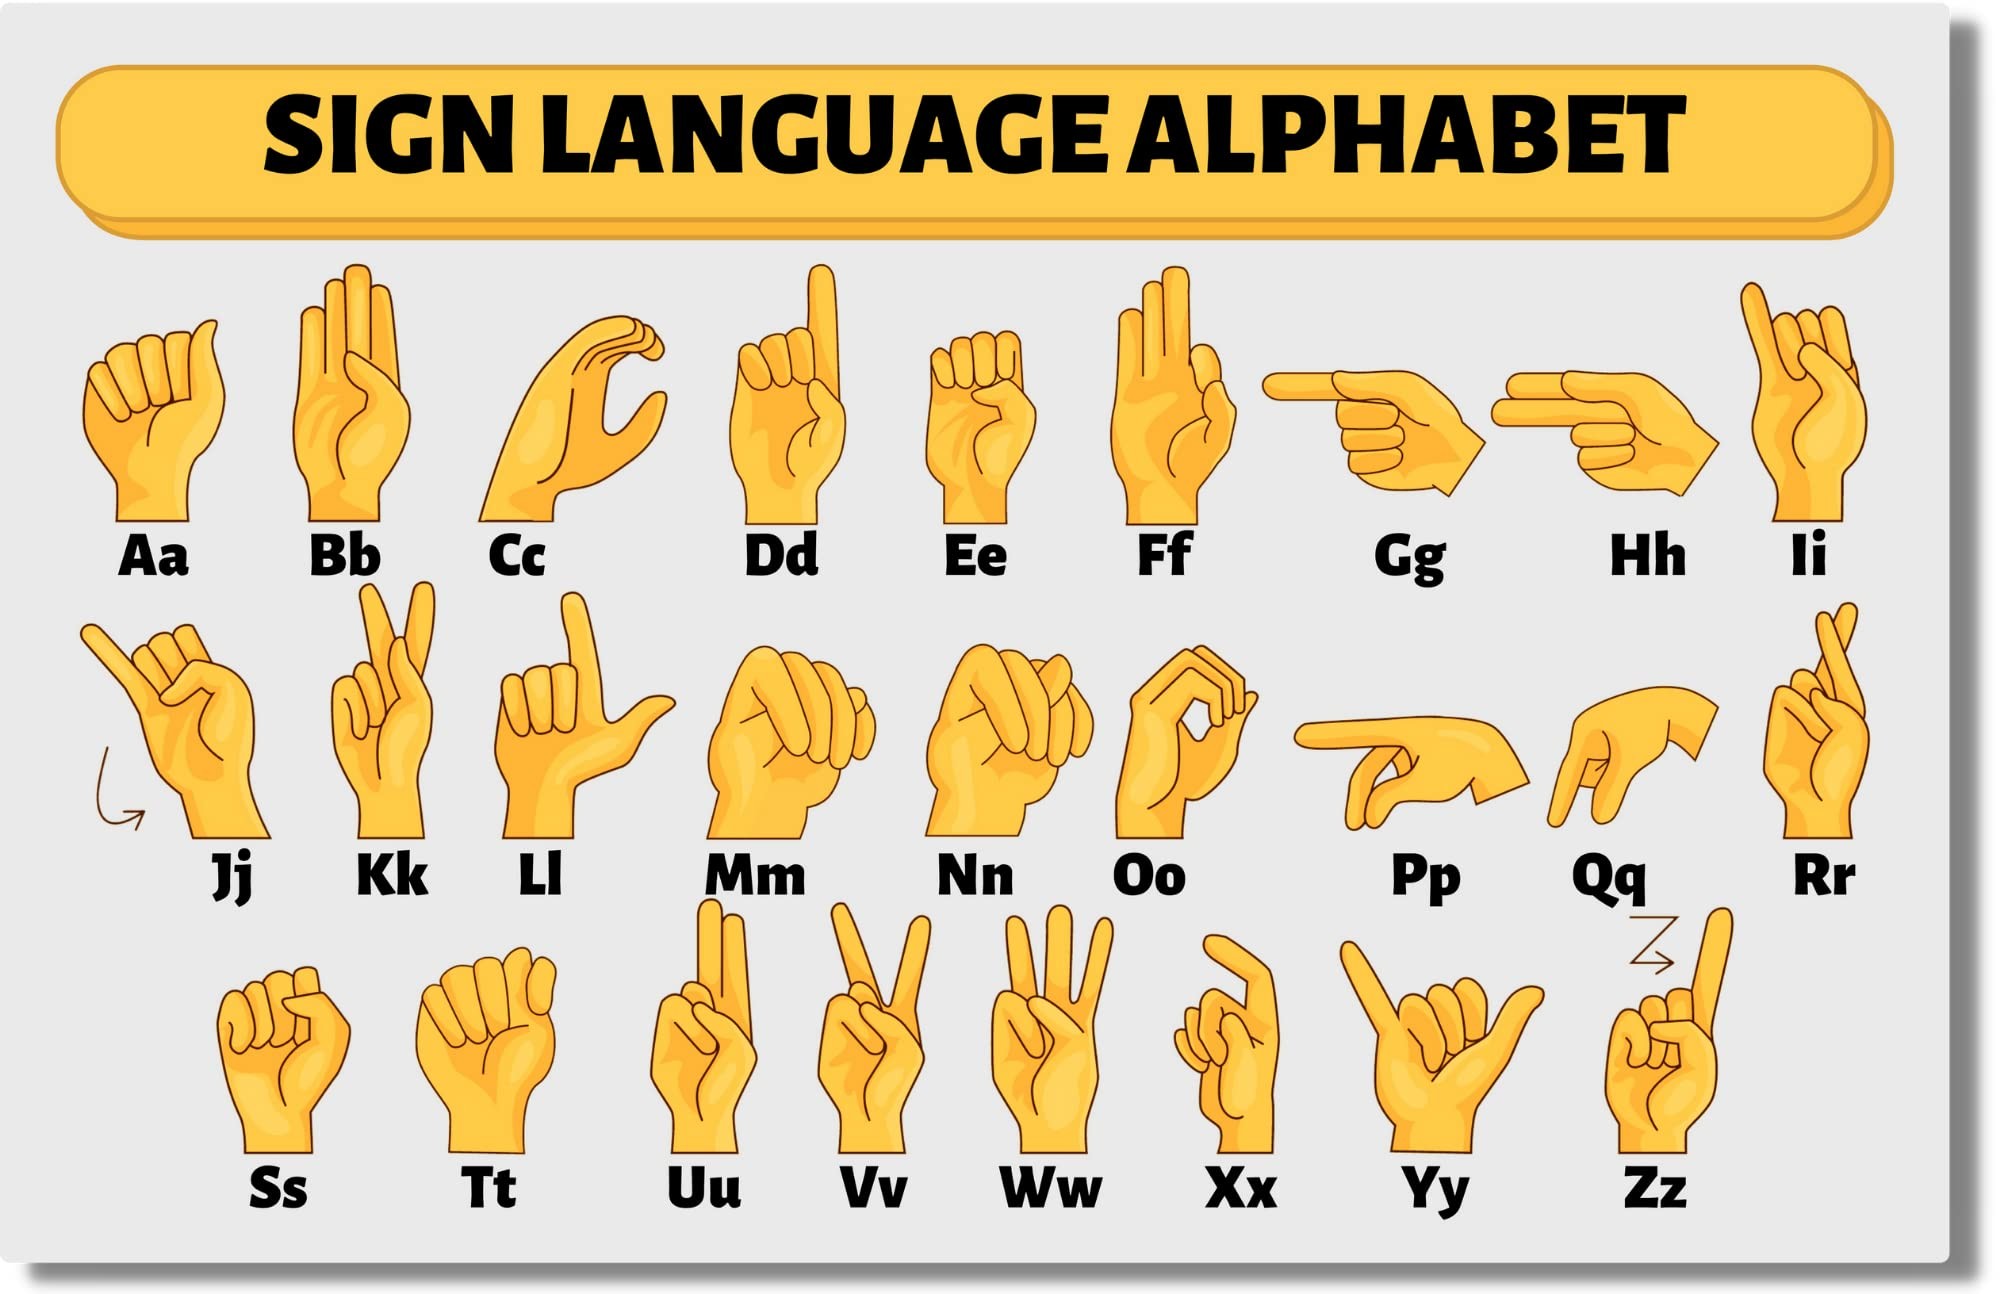 SIGN LANGUAGE ALPHABET
Aa Bb Cc Dd Ee Ff Gg Hh Ii
Jj Kk Ll Mm Nn Oo Pp Qq Rr
Ss Tt Uu Vv Ww Xx Yy Zz